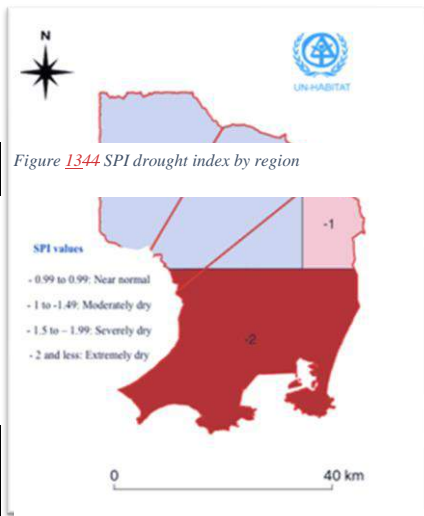 N
UN-HABITAT
Figure 1344 SPI drought index by region
-1
SPI values
- 0.99 to 0.99: Near normal
- 1 to -1.49: Moderately dry
- 1.5 to – 1.99: Severely dry
- 2 and less: Extremely dry
-2
0 40 km